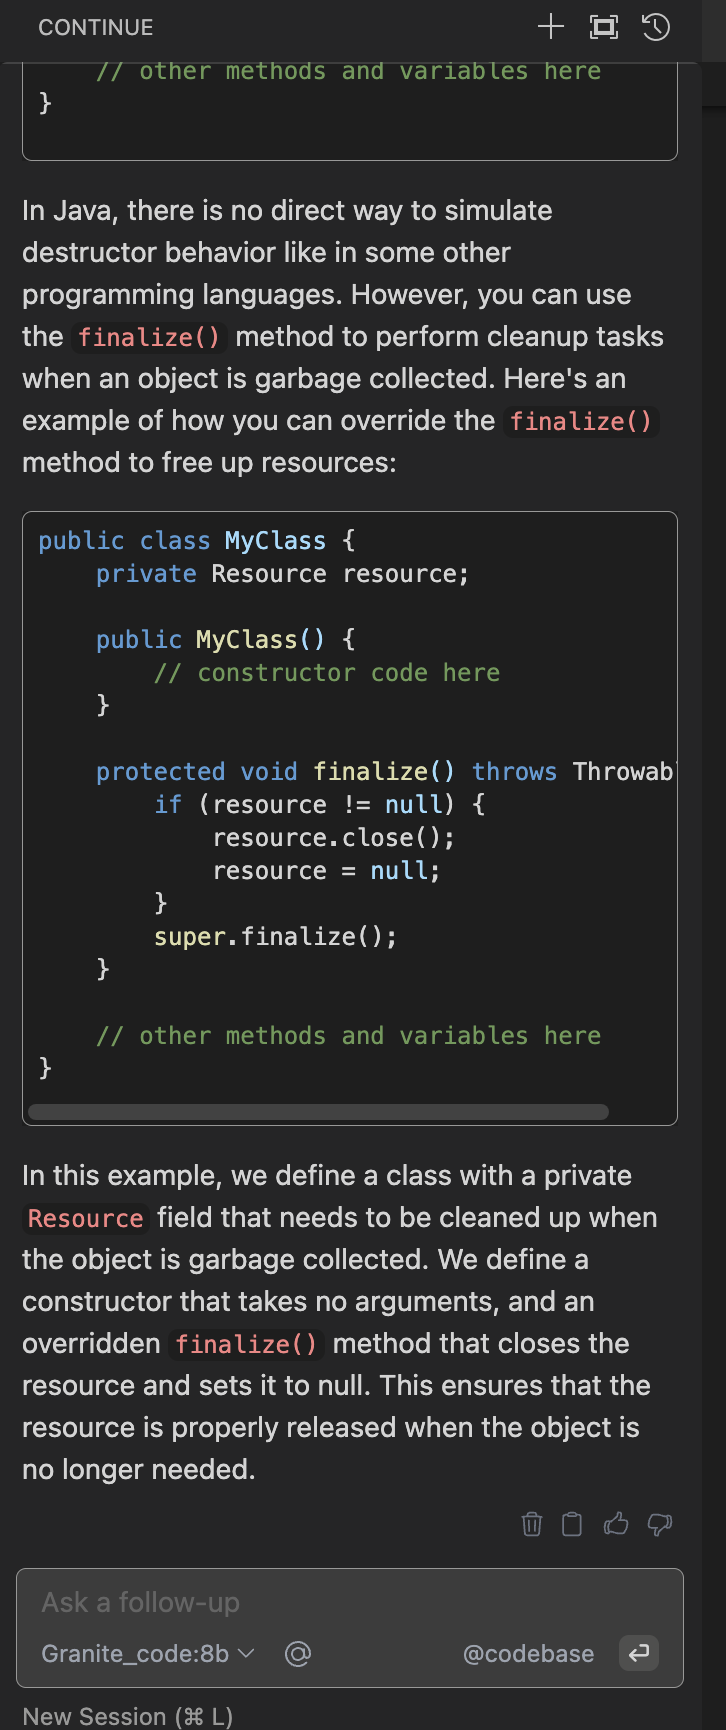 CONTINUE
// other methods and variables here
}
In Java, there is no direct way to simulate
destructor behavior like in some other
programming languages. However, you can use
the finalize() method to perform cleanup tasks
when an object is garbage collected. Here's an
example of how you can override the finalize()
method to free up resources:
public class MyClass {
    private Resource resource;
    public MyClass() {
        // constructor code here
    }
    protected void finalize() throws Throwabl
        if (resource != null) {
            resource.close();
            resource = null;
        }
        super.finalize();
    }
    // other methods and variables here
}
In this example, we define a class with a private
Resource field that needs to be cleaned up when
the object is garbage collected. We define a
constructor that takes no arguments, and an
overridden finalize() method that closes the
resource and sets it to null. This ensures that the
resource is properly released when the object is
no longer needed.
Ask a follow-up
Granite_code:8b @ @codebase
New Session (⌘ L)